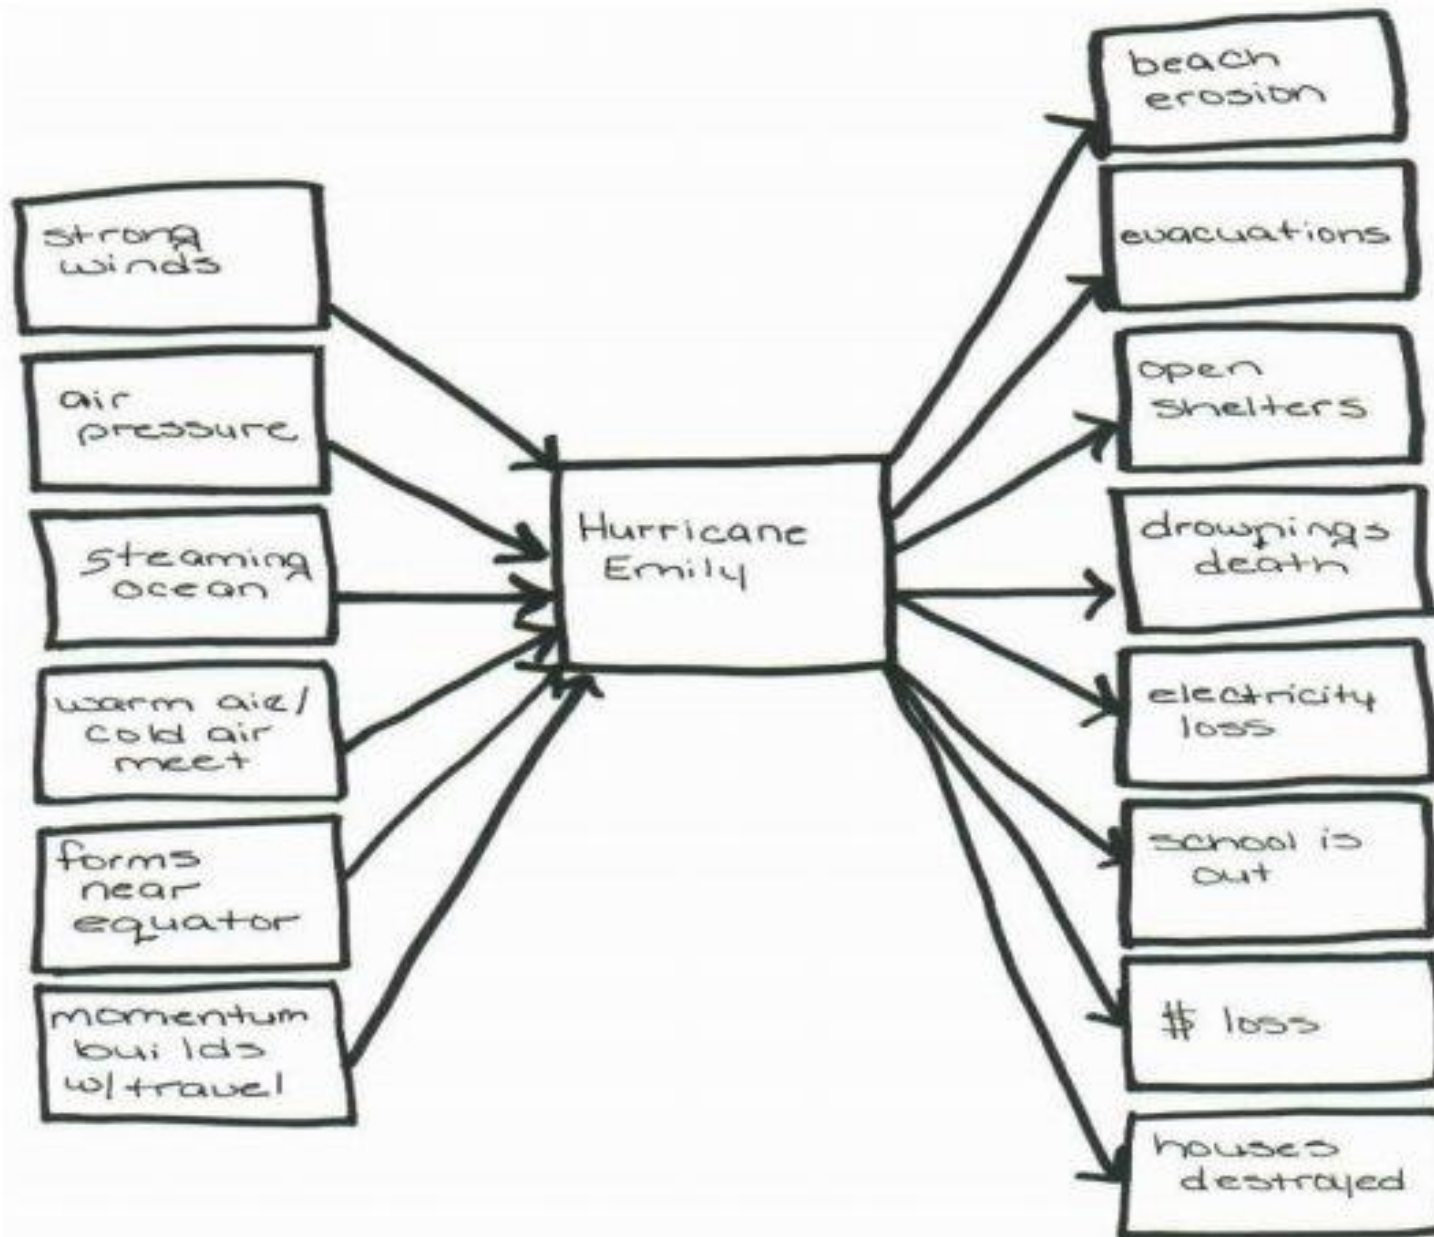 strong
winds
air
pressure
steaming
ocean
warm air/
cold air
meet
forms
near
equator
momentum
builds
w/travel
Hurricane
Emily
beach
erosion
evacuations
open
shelters
drownings
death
electricity
loss
school is
out
$ loss
houses
destroyed